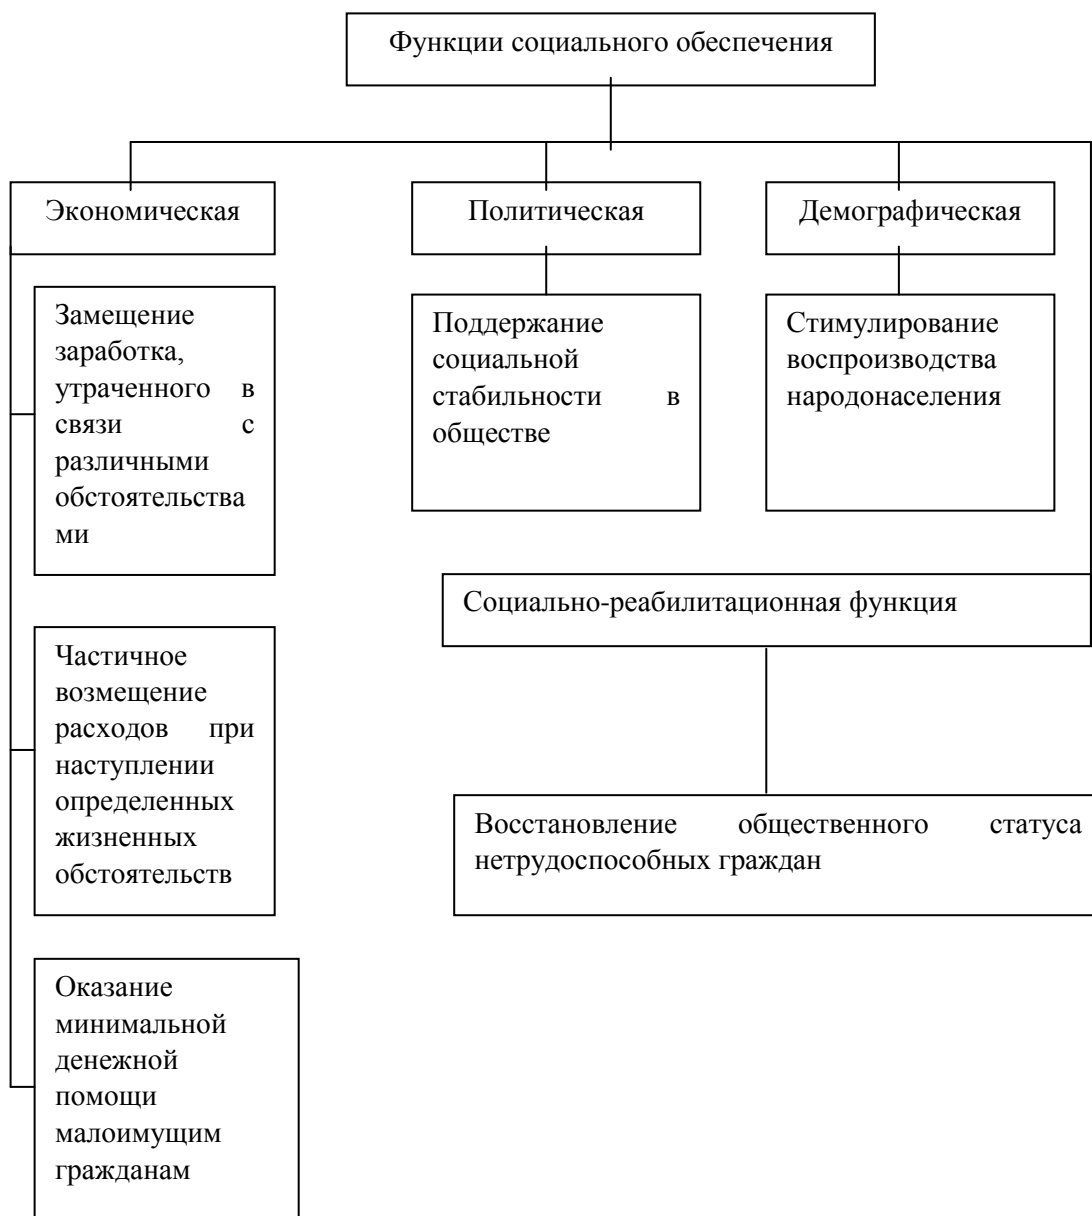 Функции социального обеспечения
Экономическая
Политическая
Демографическая
Замещение
заработка,
утраченного в
связи с
различными
обстоятельства
ми
Поддержание
социальной
стабильности в
обществе
Стимулирование
воспроизводства
народонаселения
Социально-реабилитационная функция
Частичное
возмещение
расходов при
наступлении
определенных
жизненных
обстоятельств
Восстановление общественного статуса
нетрудоспособных граждан
Оказание
минимальной
денежной
помощи
малоимущим
гражданам